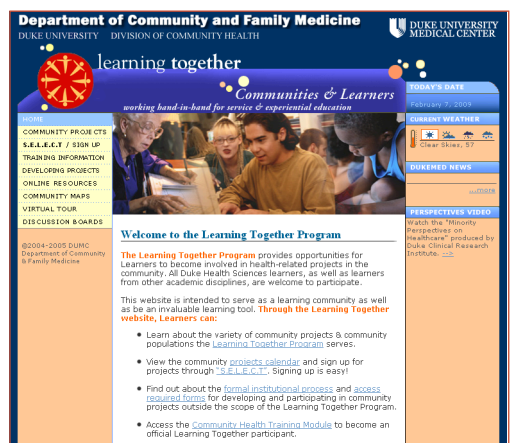 Department of Community and Family Medicine
DUKE UNIVERSITY DIVISION OF COMMUNITY HEALTH
DUKE UNIVERSITY
MEDICAL CENTER
learning together
Communities & Learners
working hand-in-hand for service & experiential education
HOME
COMMUNITY PROJECTS
S.E.L.E.C.T / SIGN UP
TRAINING INFORMATION
DEVELOPING PROJECTS
ONLINE RESOURCES
COMMUNITY MAPS
VIRTUAL TOUR
DISCUSSION BOARDS
@2004-2005 DUMC
Department of Community
& Family Medicine
Welcome to the Learning Together Program
The Learning Together Program provides opportunities for
Learners to become involved in health-related projects in the
community. All Duke Health Sciences learners, as well as learners
from other academic disciplines, are welcome to participate.
This website is intended to serve as a learning community as well
as be an invaluable learning tool. Through the Learning Together
website, Learners can:
Learn about the variety of community projects & community
populations the Learning Together Program serves.
View the community projects calendar and sign up for
projects through "S.E.L.E.C.T". Signing up is easy!
Find out about the formal institutional process and access
required forms for developing and participating in community
projects outside the scope of the Learning Together Program.
Access the Community Health Training Module to become an
official Learning Together participant.
TODAY'S DATE
February 7, 2009
CURRENT WEATHER
Clear Skies, 57
DUKEMED NEWS
...more
PERSPECTIVES VIDEO
Watch the "Minority
Perspectives on
Healthcare" produced by
Duke Clinical Research
Institute. -->